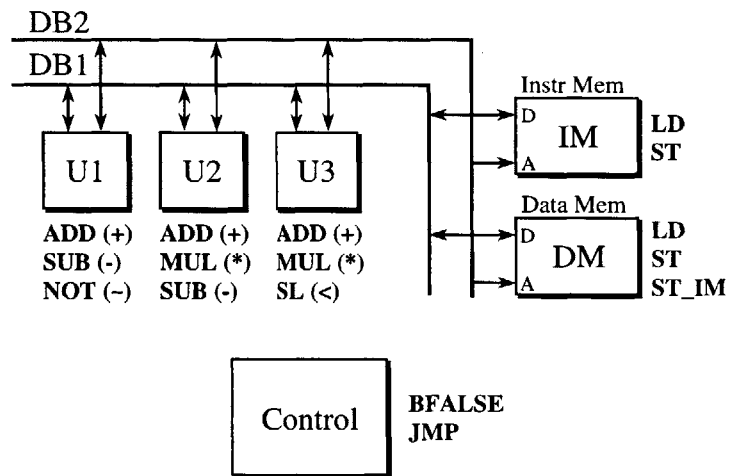 DB2
DB1
U1
U2
U3
ADD (+)
SUB (-)
NOT (~)
ADD (+)
MUL (*)
SUB (-)
ADD (+)
MUL (*)
SL (<)
Instr Mem
D
IM
A
LD
ST
Data Mem
D
DM
A
LD
ST
ST_IM
Control
BFALSE
JMP